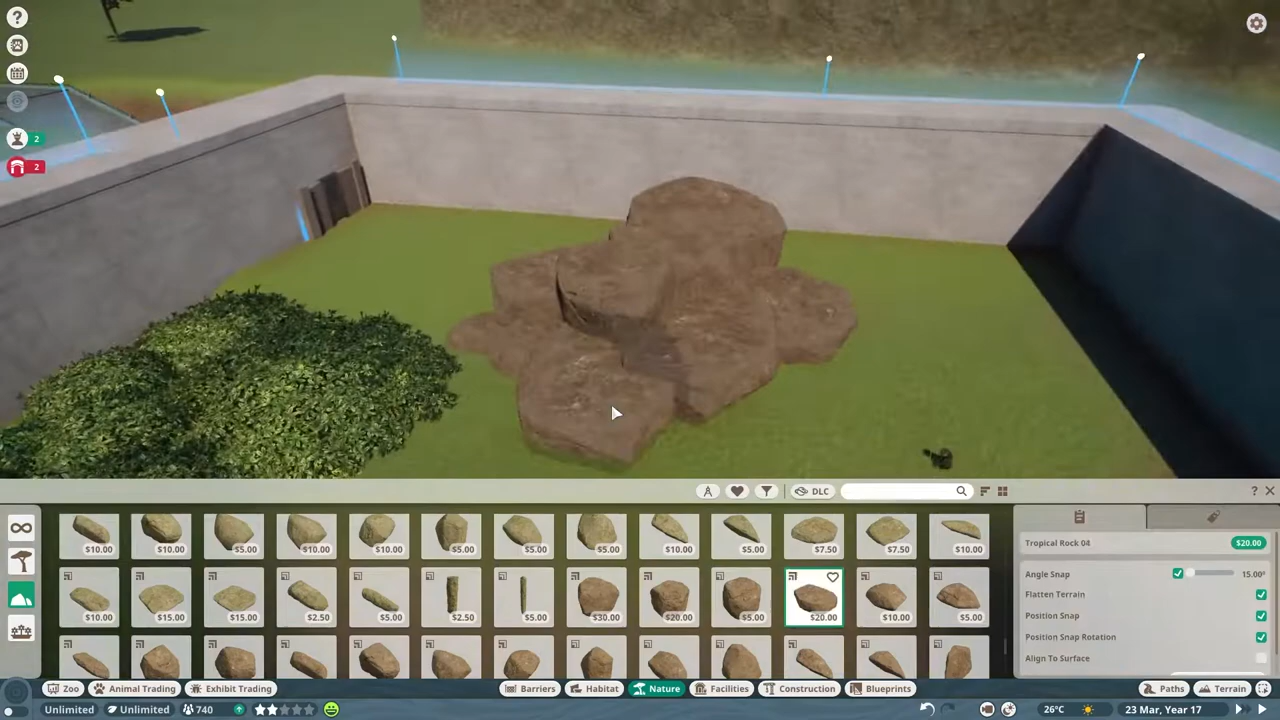 ?
2
2
DLC
? ×
$10.00 $10.00 $5.00 $10.00 $10.00 $5.00 $5.00 $5.00 $10.00 $5.00 $7.50 $7.50 $10.00
$10.00 $15.00 $15.00 $2.50 $5.00 $2.50 $5.00 $30.00 $20.00 $5.00 $20.00 $10.00 $5.00
Tropical Rock 04 $20.00
Angle Snap 15.00°
Flatten Terrain
Position Snap
Position Snap Rotation
Align To Surface
Zoo Animal Trading Exhibit Trading Barriers Habitat Nature Facilities Construction Blueprints Paths Terrain
Unlimited Unlimited 740 26°C 23 Mar, Year 17